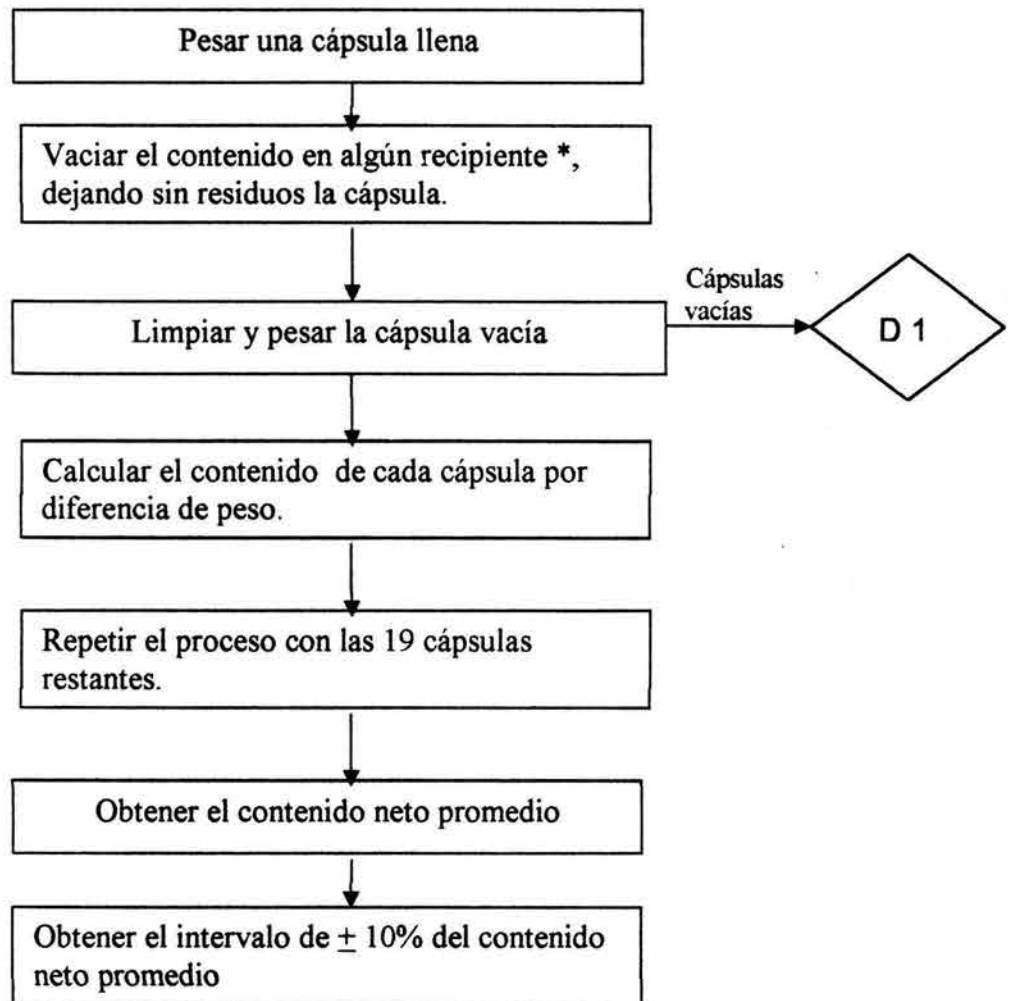 Pesar una cápsula llena
Vaciar el contenido en algún recipiente *,
dejando sin residuos la cápsula.
Limpiar y pesar la cápsula vacía
Cápsulas
vacías
D 1
Calcular el contenido de cada cápsula por
diferencia de peso.
Repetir el proceso con las 19 cápsulas
restantes.
Obtener el contenido neto promedio
Obtener el intervalo de ± 10% del contenido
neto promedio